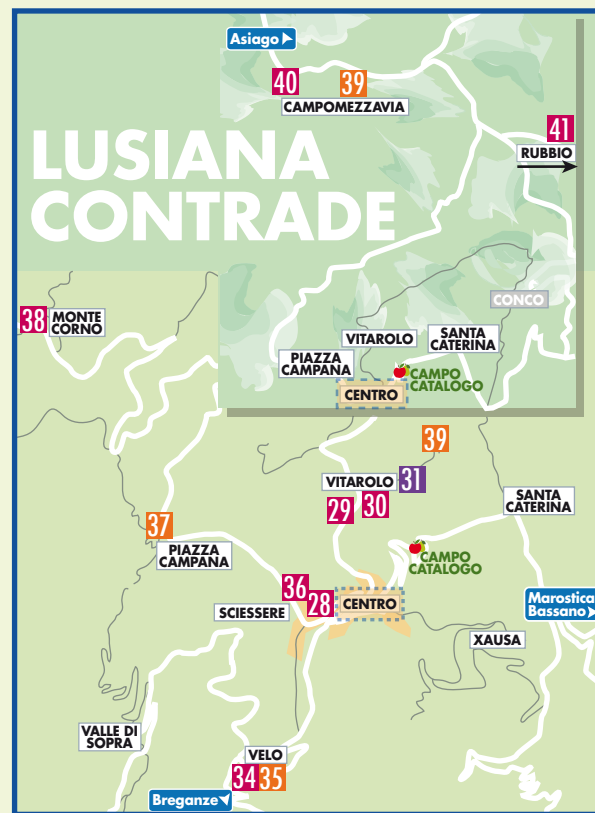 Asiago
40
39
CAMPOMEZZAVIA
41
RUBBIO
LUSIANA
CONTRADE
CONCO
38
MONTE
CORNO
VITAROLO
SANTA
CATERINA
PIAZZA
CAMPANA
CAMPO
CATALOGO
CENTRO
39
VITAROLO
31
29
30
SANTA
CATERINA
37
PIAZZA
CAMPANA
CAMPO
CATALOGO
36
28
CENTRO
SCIESSERE
Marostica
Bassano
XAUSA
VALLE DI
SOPRA
VELO
34
35
Breganze